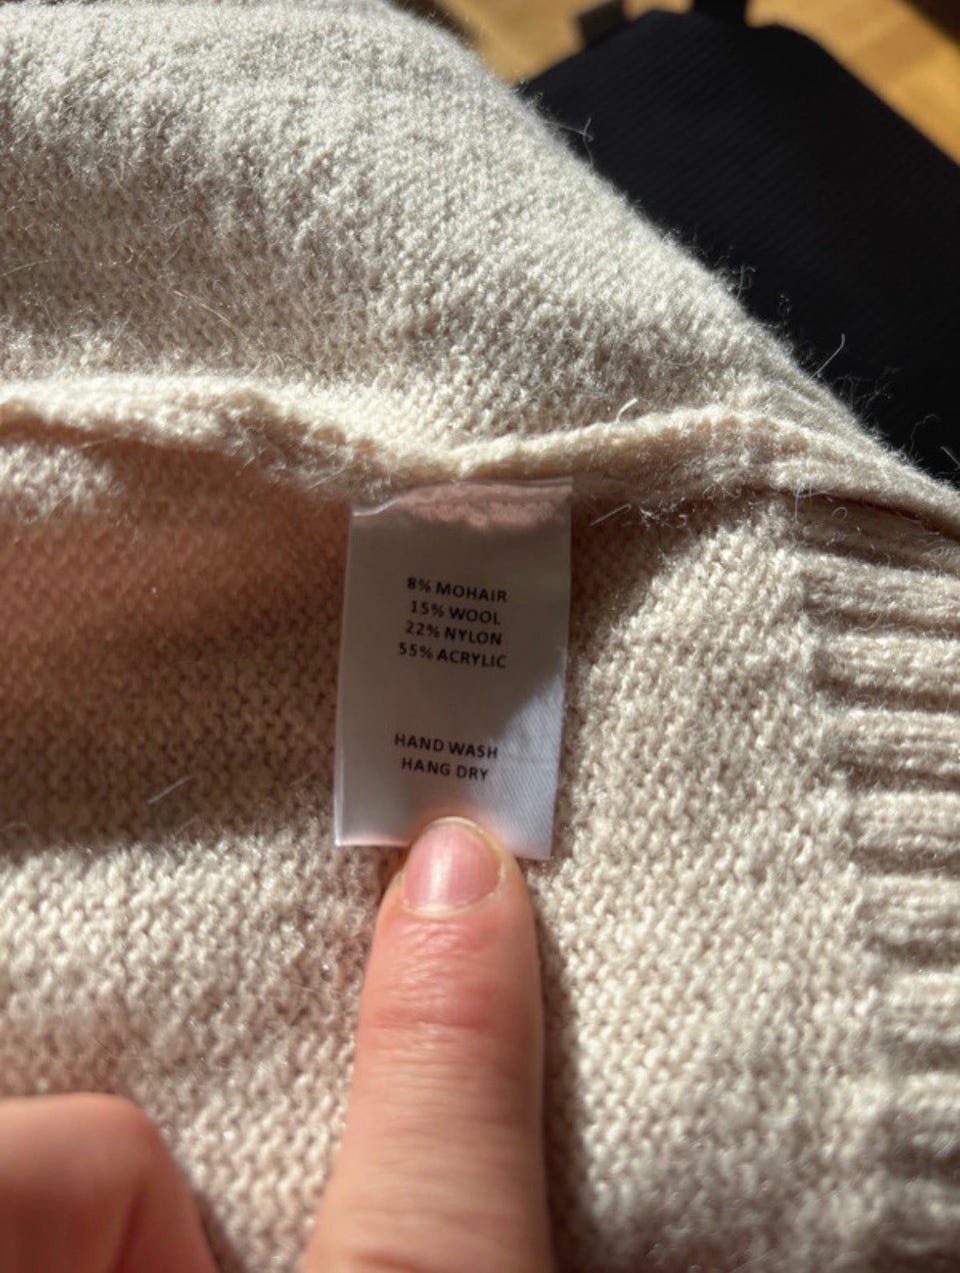 8% MOHAIR
15% WOOL
22% NYLON
55% ACRYLIC
HAND WASH
HANG DRY